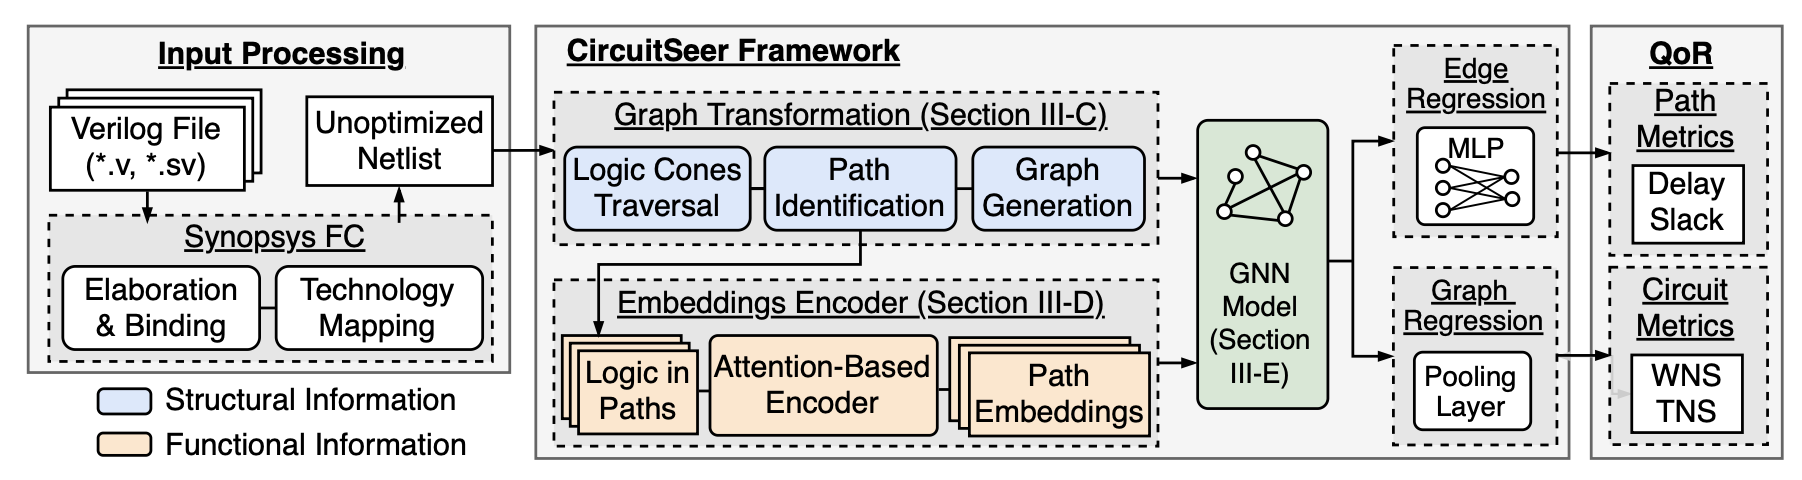 Input Processing
Verilog File
(*.v, *.sv)
Unoptimized
Netlist
Synopsys FC
Elaboration
& Binding
Technology
Mapping
Structural Information
Functional Information
CircuitSeer Framework
Graph Transformation (Section III-C)
Logic Cones
Traversal
Path
Identification
Graph
Generation
Embeddings Encoder (Section III-D)
Logic in
Paths
Attention-Based
Encoder
Path
Embeddings
GNN
Model
(Section
III-E)
Edge
Regression
MLP
Graph
Regression
Pooling
Layer
QoR
Path
Metrics
Delay
Slack
Circuit
Metrics
WNS
TNS